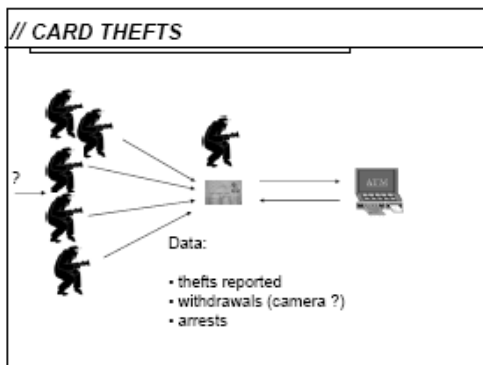 // CARD THEFTS
?
ATM
Data:
• thefts reported
• withdrawals (camera ?)
• arrests